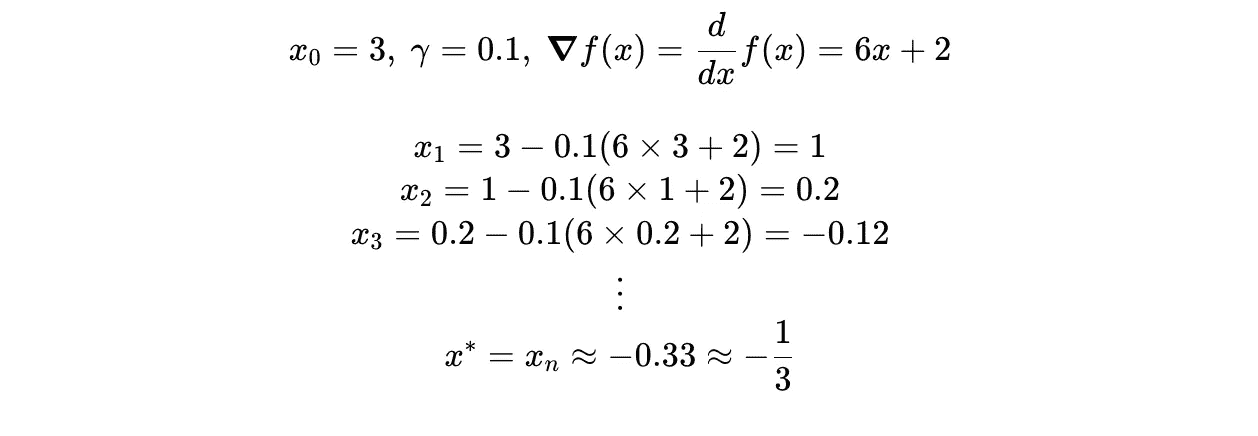 x₀ = 3, γ = 0.1, ∇f(x) = d/dx f(x) = 6x + 2
x₁ = 3 − 0.1(6 × 3 + 2) = 1
x₂ = 1 − 0.1(6 × 1 + 2) = 0.2
x₃ = 0.2 − 0.1(6 × 0.2 + 2) = −0.12
⋮
x* = xₙ ≈ −0.33 ≈ −1/3